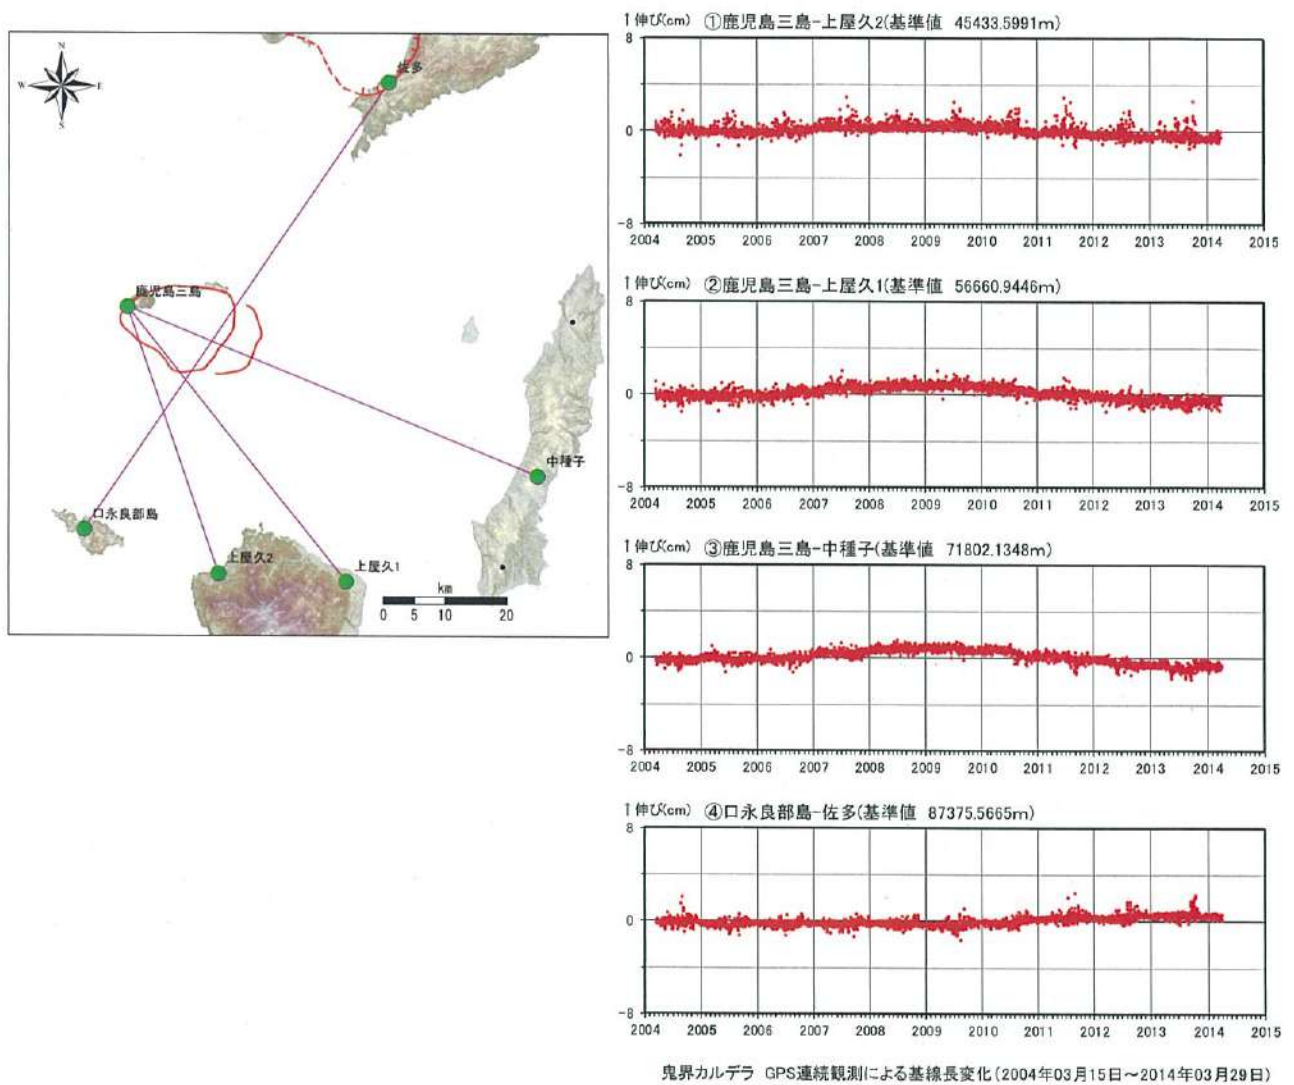 N
W
E
S
佐多
鹿児島三島
中種子
口永良部島
上屋久2
上屋久1
km
0 5 10 20
↑伸び(cm) ①鹿児島三島-上屋久2(基準値 45433.5991m)
8
0
-8
2004 2005 2006 2007 2008 2009 2010 2011 2012 2013 2014 2015
↑伸び(cm) ②鹿児島三島-上屋久1(基準値 56660.9446m)
8
0
-8
2004 2005 2006 2007 2008 2009 2010 2011 2012 2013 2014 2015
↑伸び(cm) ③鹿児島三島-中種子(基準値 71802.1348m)
8
0
-8
2004 2005 2006 2007 2008 2009 2010 2011 2012 2013 2014 2015
↑伸び(cm) ④口永良部島-佐多(基準値 87375.5665m)
8
0
-8
2004 2005 2006 2007 2008 2009 2010 2011 2012 2013 2014 2015
鬼界カルデラ GPS連続観測による基線長変化(2004年03月15日～2014年03月29日)